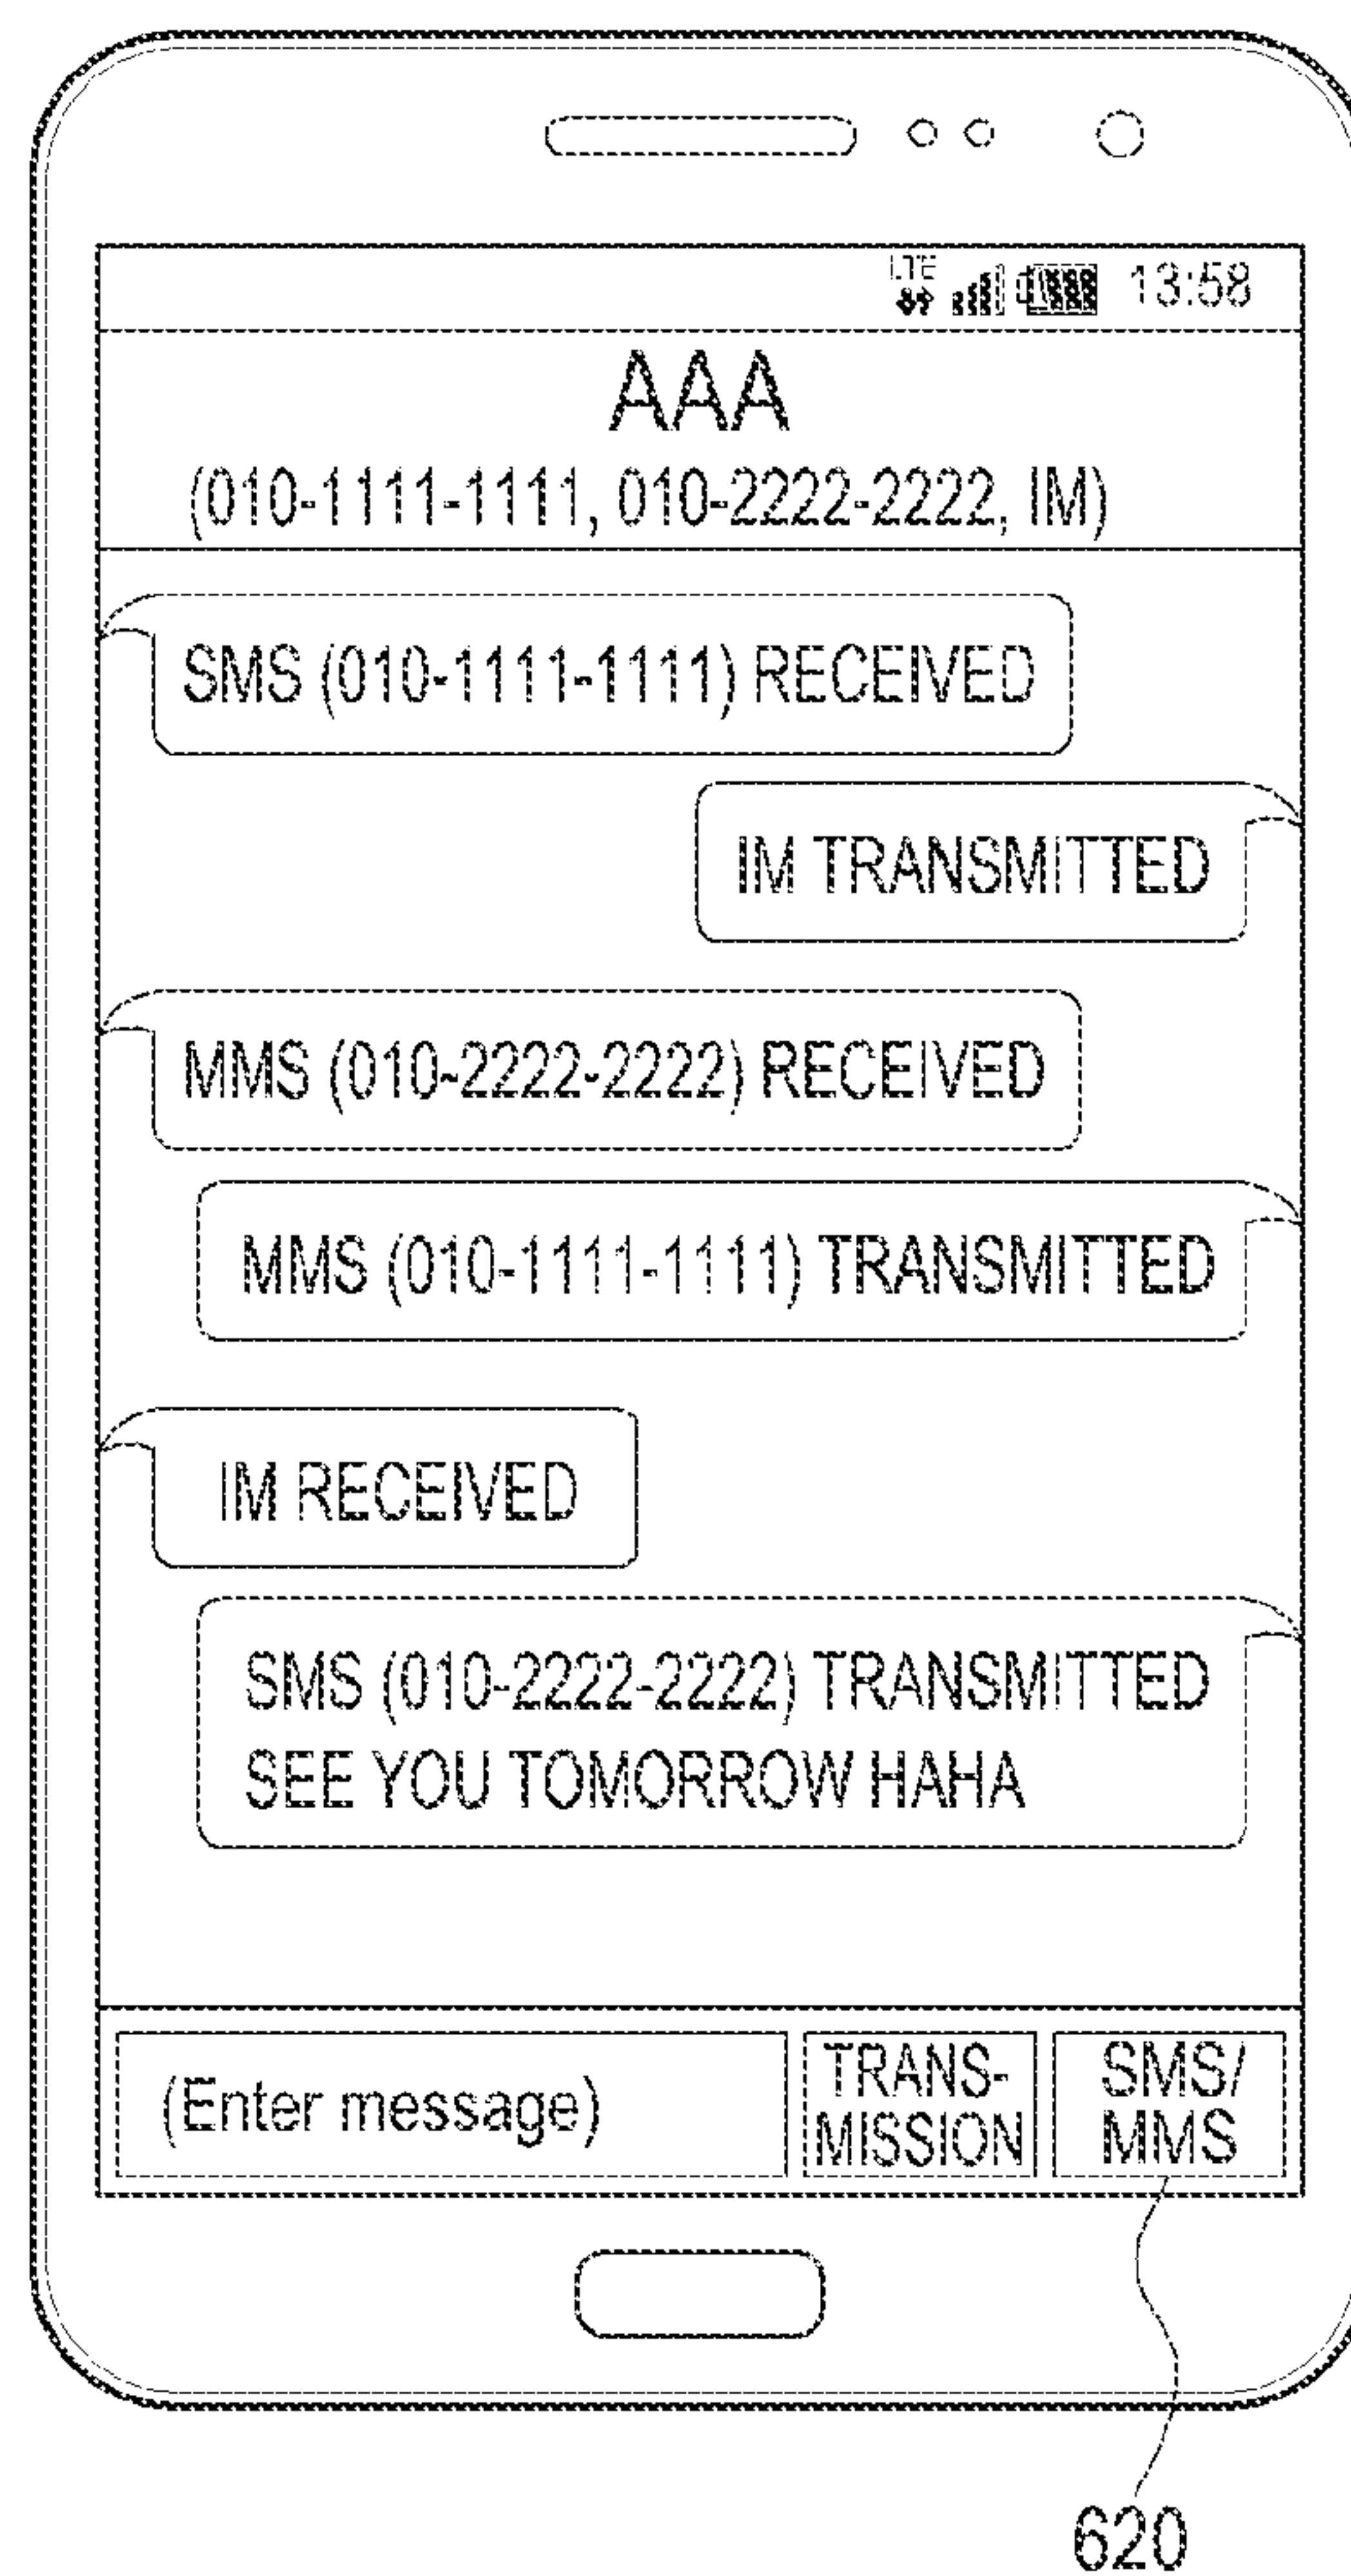 LTE 13:58
AAA
(010-1111-1111, 010-2222-2222, IM)
SMS (010-1111-1111) RECEIVED
IM TRANSMITTED
MMS (010-2222-2222) RECEIVED
MMS (010-1111-1111) TRANSMITTED
IM RECEIVED
SMS (010-2222-2222) TRANSMITTED
SEE YOU TOMORROW HAHA
(Enter message)
TRANS-
MISSION
SMS/
MMS
620